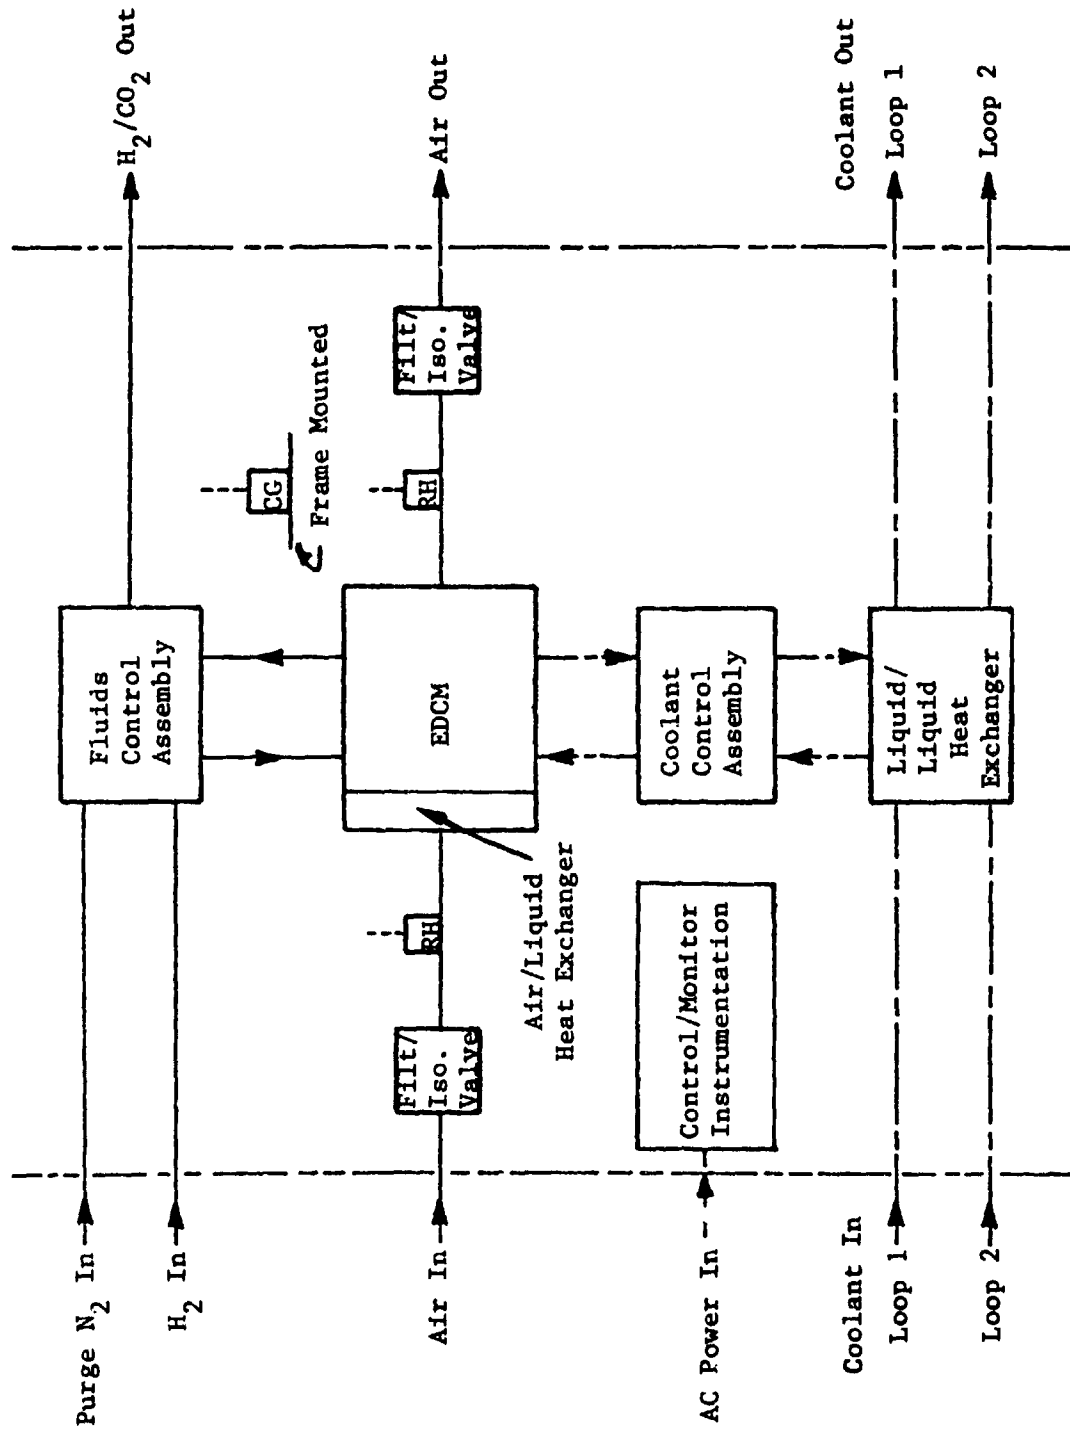 Purge N2 In
H2 In
H2/CO2 Out
Fluids
Control
Assembly
CG
Frame Mounted
Air In
Filt/
Iso.
Valve
RH
Air/Liquid
Heat Exchanger
EDCM
RH
Filt/
Iso.
Valve
Air Out
AC Power In
Control/Monitor
Instrumentation
Coolant
Control
Assembly
Coolant In
Loop 1
Loop 2
Liquid/
Liquid
Heat
Exchanger
Coolant Out
Loop 1
Loop 2